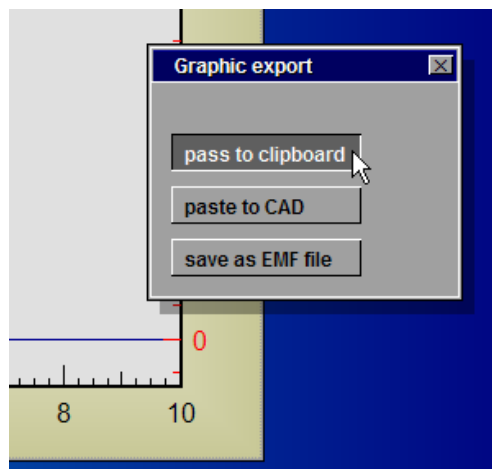 Graphic export
pass to clipboard
paste to CAD
save as EMF file
0
8
10